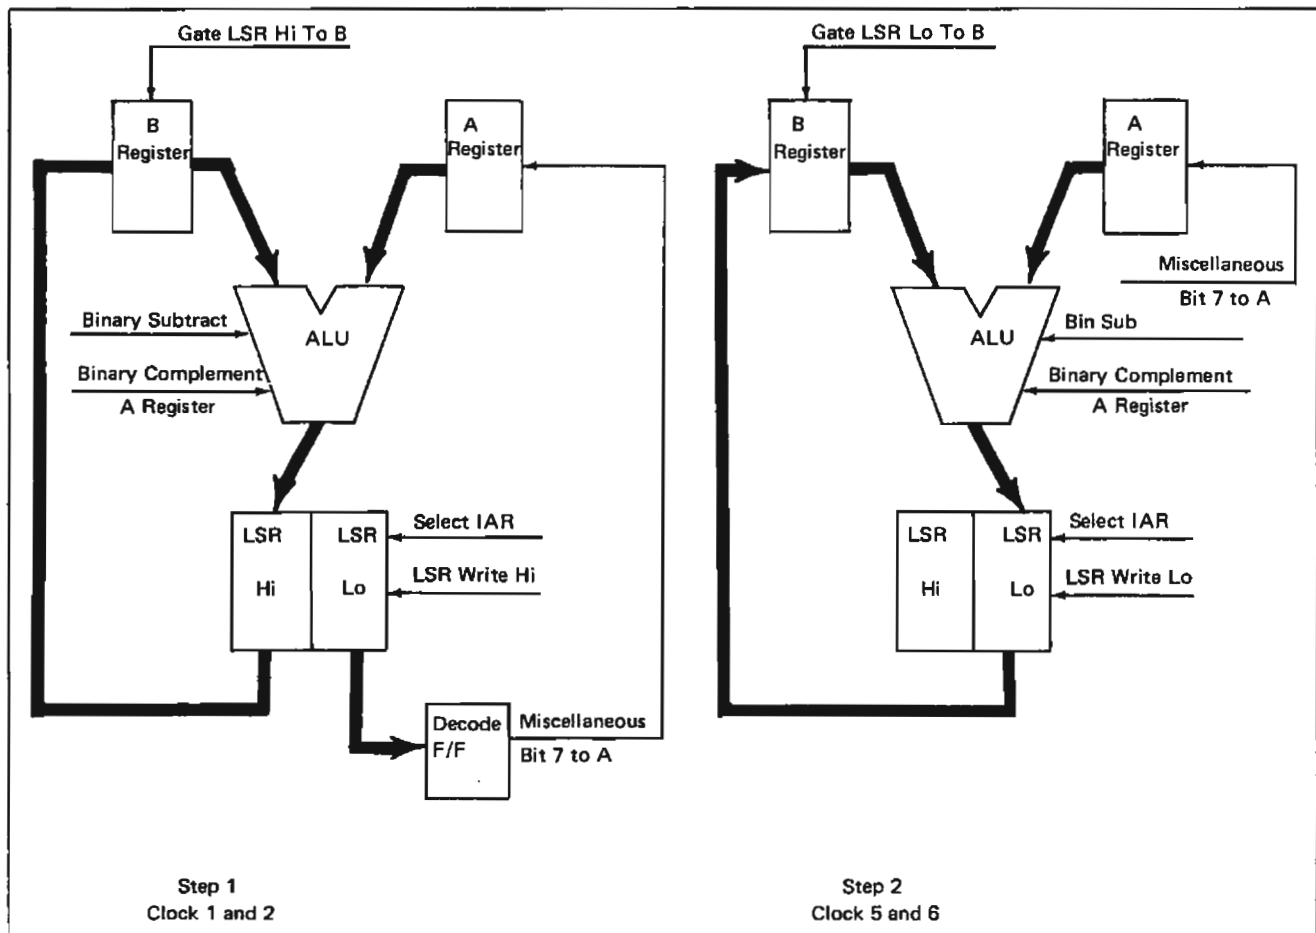 Gate LSR Hi To B
B
Register
A
Register
Binary Subtract
ALU
Binary Complement
A Register
LSR
Hi
LSR
Lo
Select IAR
LSR Write Hi
Decode
F/F
Miscellaneous
Bit 7 to A
Step 1
Clock 1 and 2
Gate LSR Lo To B
B
Register
A
Register
Miscellaneous
Bit 7 to A
ALU
Bin Sub
Binary Complement
A Register
LSR
Hi
LSR
Lo
Select IAR
LSR Write Lo
Step 2
Clock 5 and 6